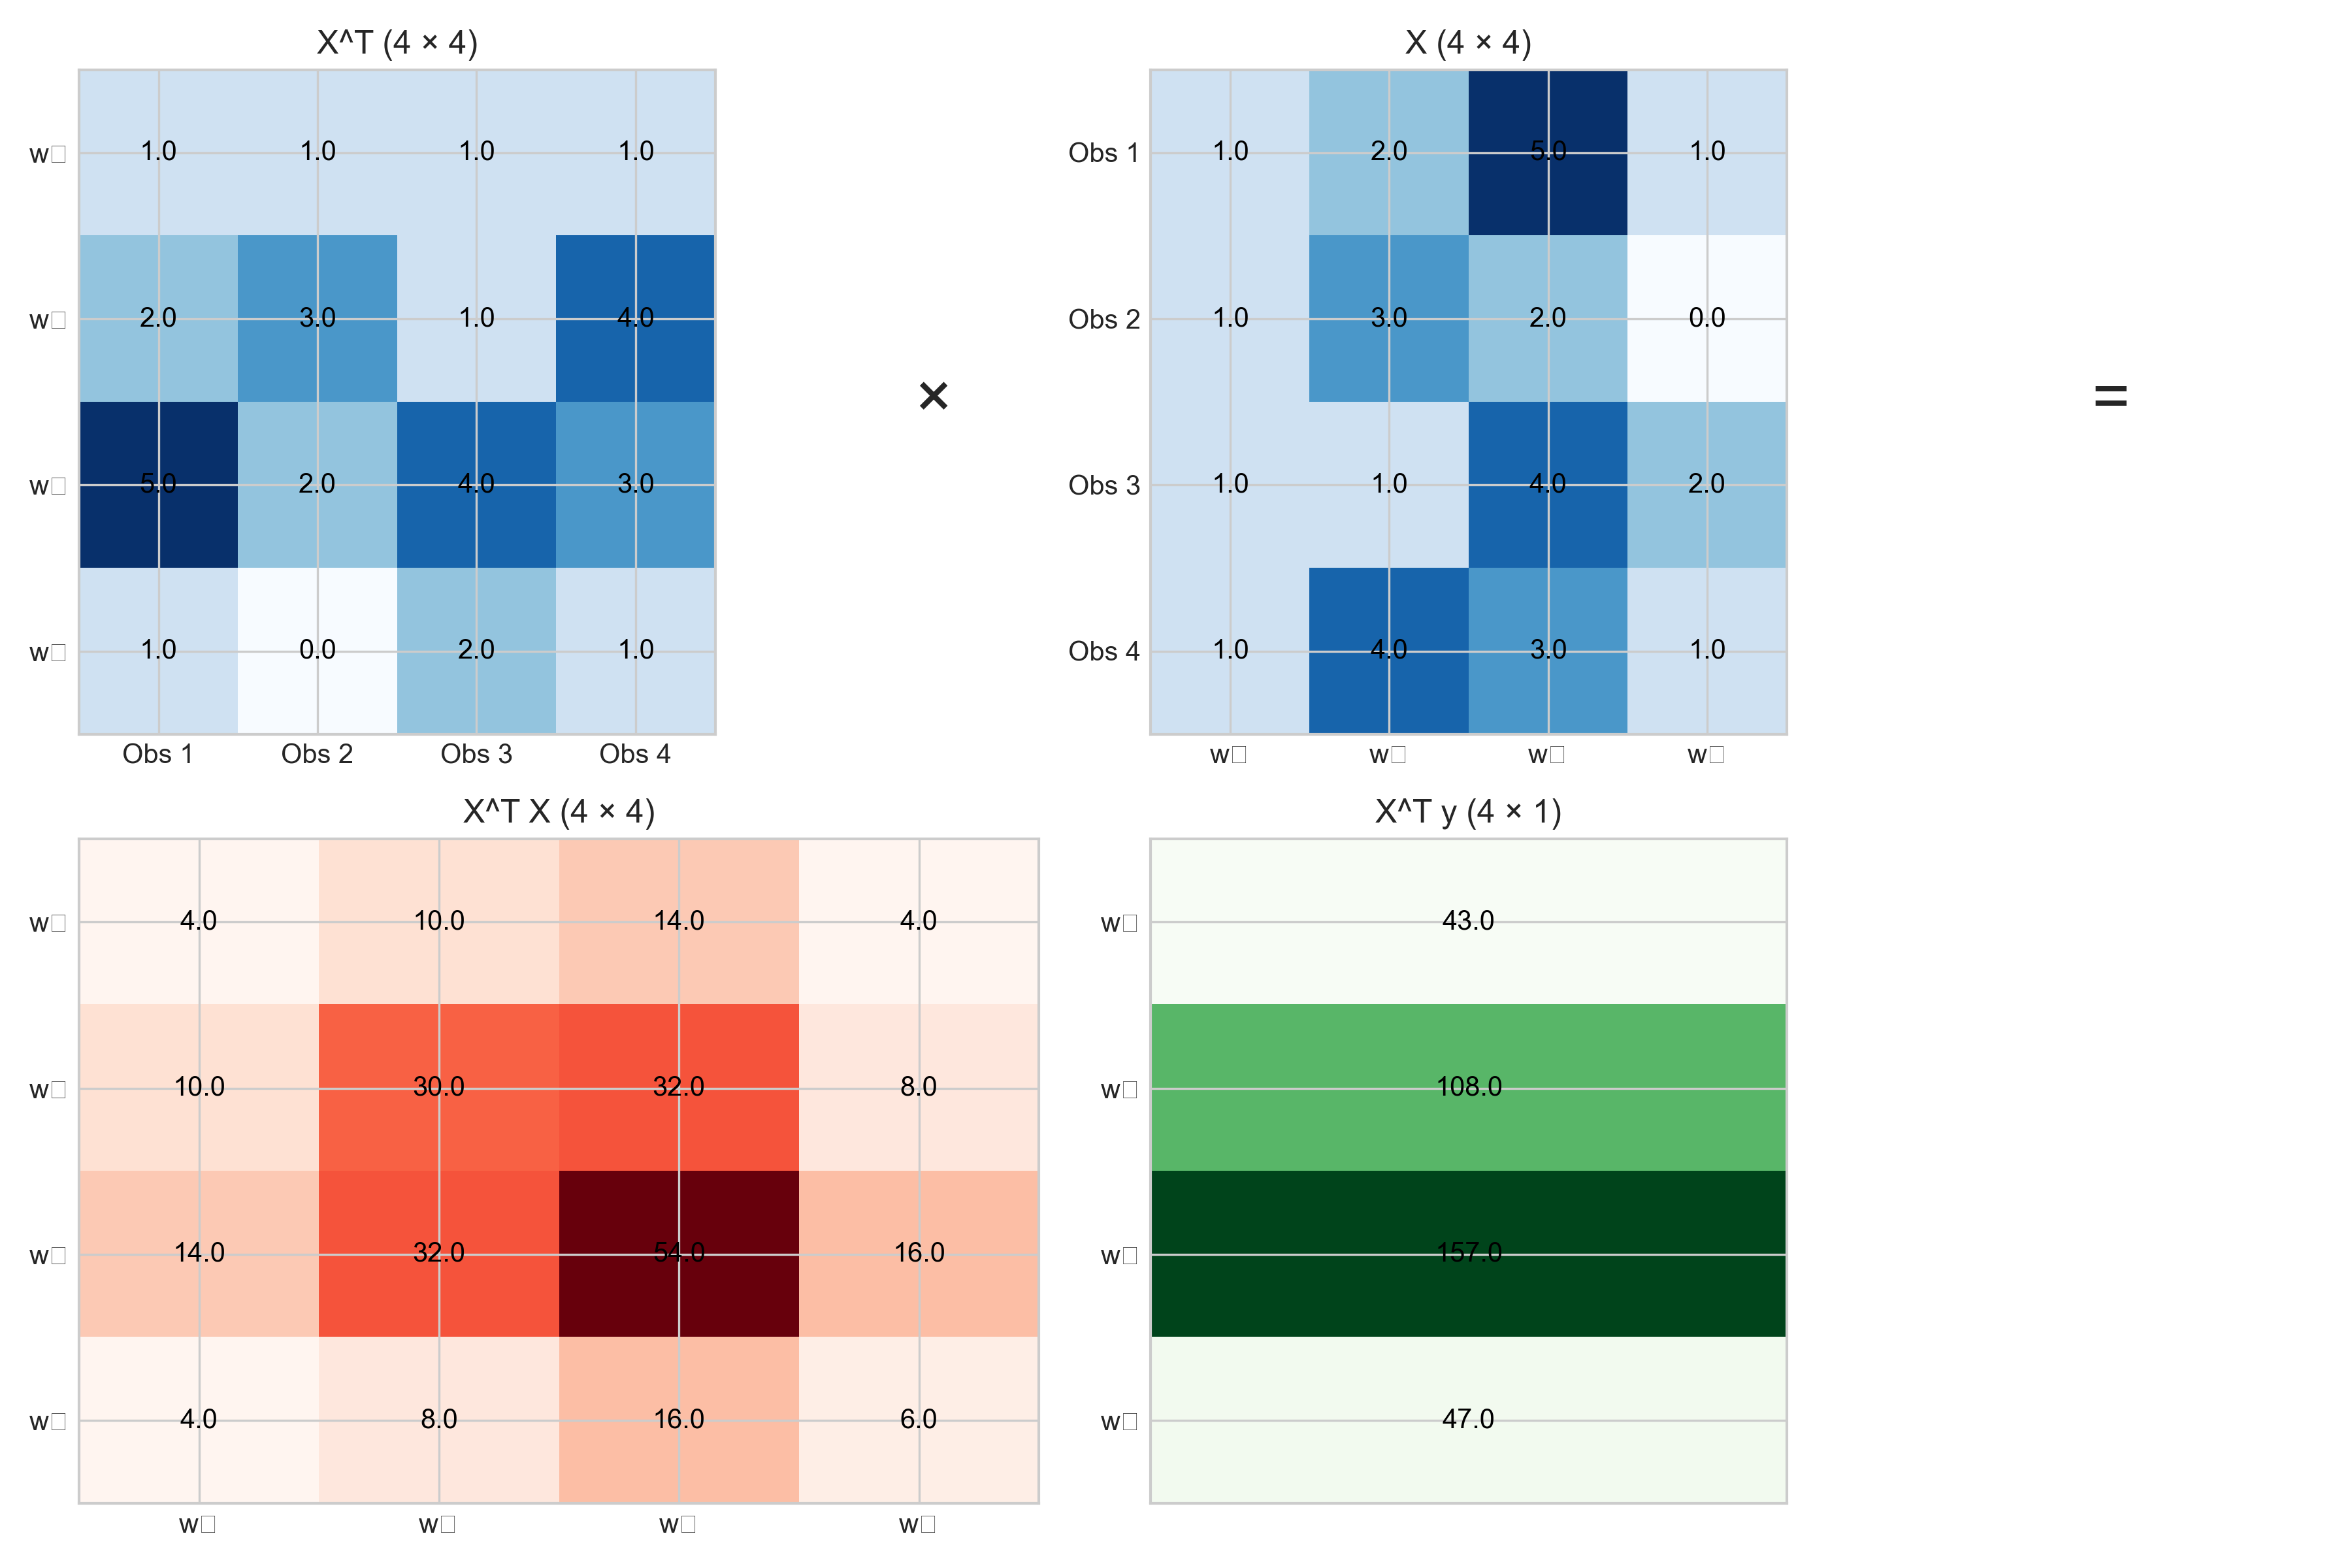 X^T (4 × 4)
w□ 1.0 1.0 1.0 1.0
w□ 2.0 3.0 1.0 4.0
w□ 5.0 2.0 4.0 3.0
w□ 1.0 0.0 2.0 1.0
Obs 1 Obs 2 Obs 3 Obs 4
×
X (4 × 4)
Obs 1 1.0 2.0 5.0 1.0
Obs 2 1.0 3.0 2.0 0.0
Obs 3 1.0 1.0 4.0 2.0
Obs 4 1.0 4.0 3.0 1.0
w□ w□ w□ w□
=
X^T X (4 × 4)
w□ 4.0 10.0 14.0 4.0
w□ 10.0 30.0 32.0 8.0
w□ 14.0 32.0 54.0 16.0
w□ 4.0 8.0 16.0 6.0
w□ w□ w□ w□
X^T y (4 × 1)
w□ 43.0
w□ 108.0
w□ 157.0
w□ 47.0